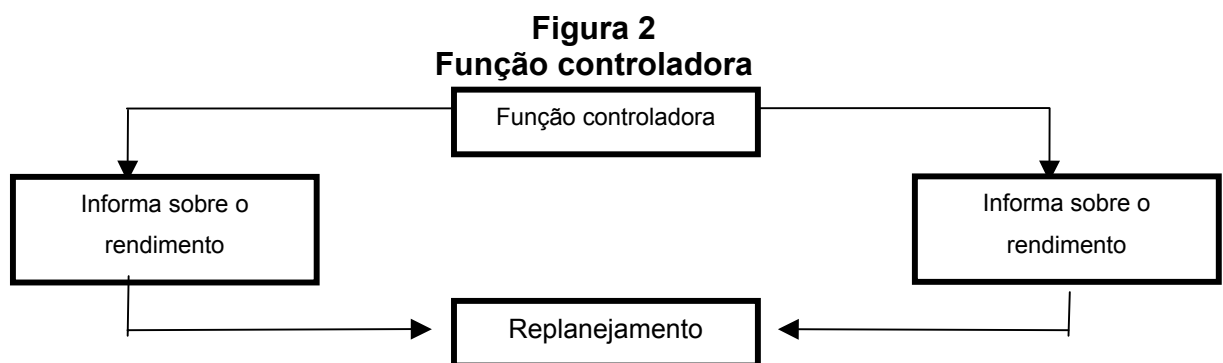 Figura 2
Função controladora
Função controladora
Informa sobre o
rendimento
Informa sobre o
rendimento
Replanejamento